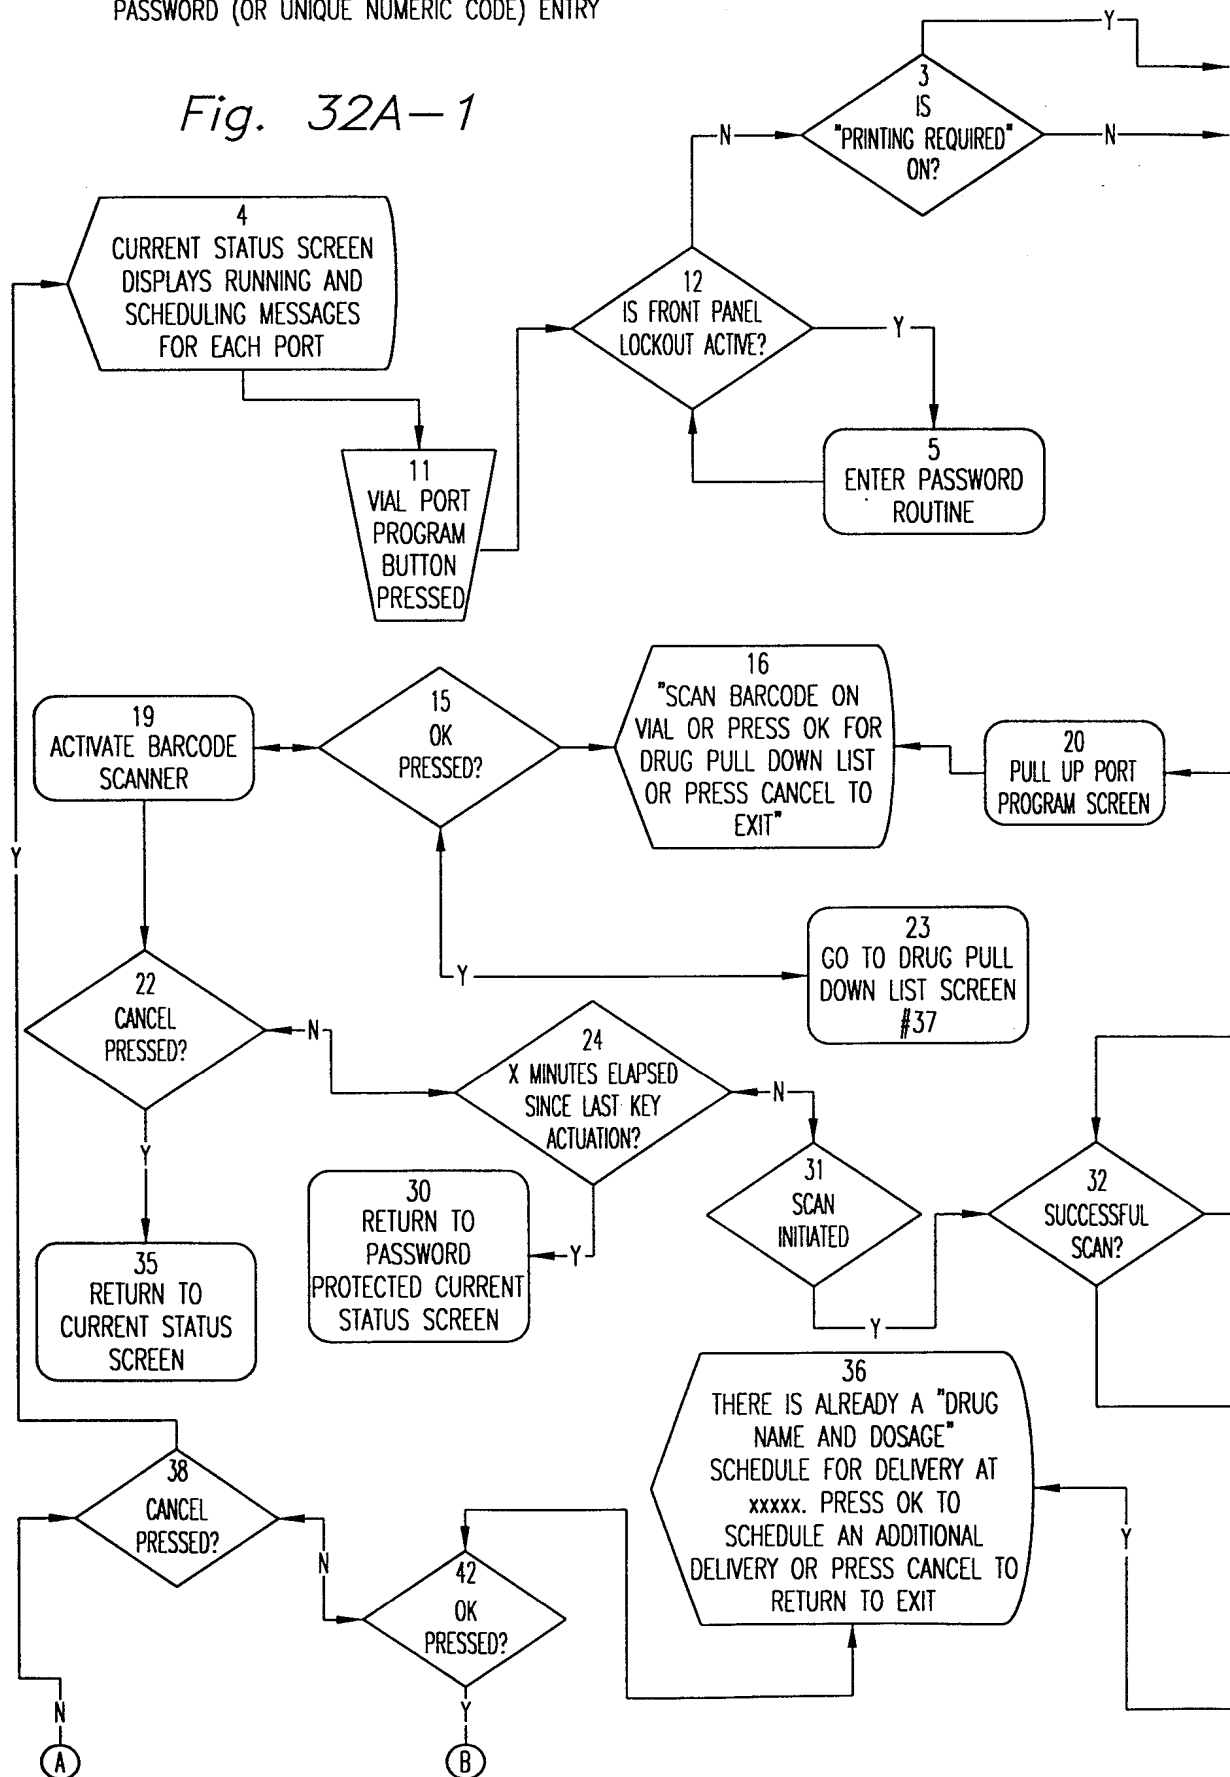 PASSWORD (OR UNIQUE NUMERIC CODE) ENTRY
Fig. 32A-1
Y
3
IS
"PRINTING REQUIRED"
ON?
N
N
4
CURRENT STATUS SCREEN
DISPLAYS RUNNING AND
SCHEDULING MESSAGES
FOR EACH PORT
12
IS FRONT PANEL
LOCKOUT ACTIVE?
Y
5
ENTER PASSWORD
ROUTINE
11
VIAL PORT
PROGRAM
BUTTON
PRESSED
19
ACTIVATE BARCODE
SCANNER
15
OK
PRESSED?
16
"SCAN BARCODE ON
VIAL OR PRESS OK FOR
DRUG PULL DOWN LIST
OR PRESS CANCEL TO
EXIT"
20
PULL UP PORT
PROGRAM SCREEN
Y
Y
23
GO TO DRUG PULL
DOWN LIST SCREEN
#37
22
CANCEL
PRESSED?
N
24
X MINUTES ELAPSED
SINCE LAST KEY
ACTUATION?
N
Y
31
SCAN
INITIATED
32
SUCCESSFUL
SCAN?
30
RETURN TO
PASSWORD
PROTECTED CURRENT
STATUS SCREEN
Y
Y
35
RETURN TO
CURRENT STATUS
SCREEN
36
THERE IS ALREADY A "DRUG
NAME AND DOSAGE"
SCHEDULE FOR DELIVERY AT
xxxxx. PRESS OK TO
SCHEDULE AN ADDITIONAL
DELIVERY OR PRESS CANCEL TO
RETURN TO EXIT
Y
38
CANCEL
PRESSED?
N
42
OK
PRESSED?
N
Y
A
B